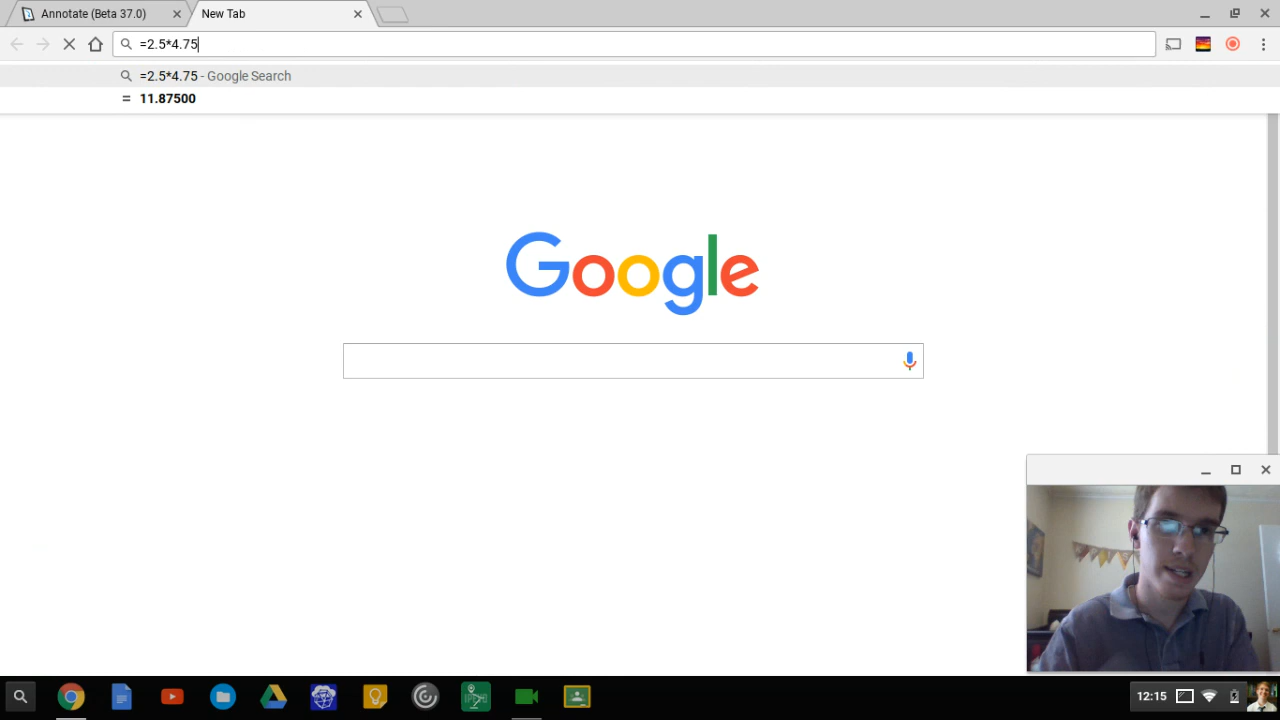 Annotate (Beta 37.0)
New Tab
=2.5*4.75
=2.5*4.75 - Google Search
= 11.87500
Google
12:15